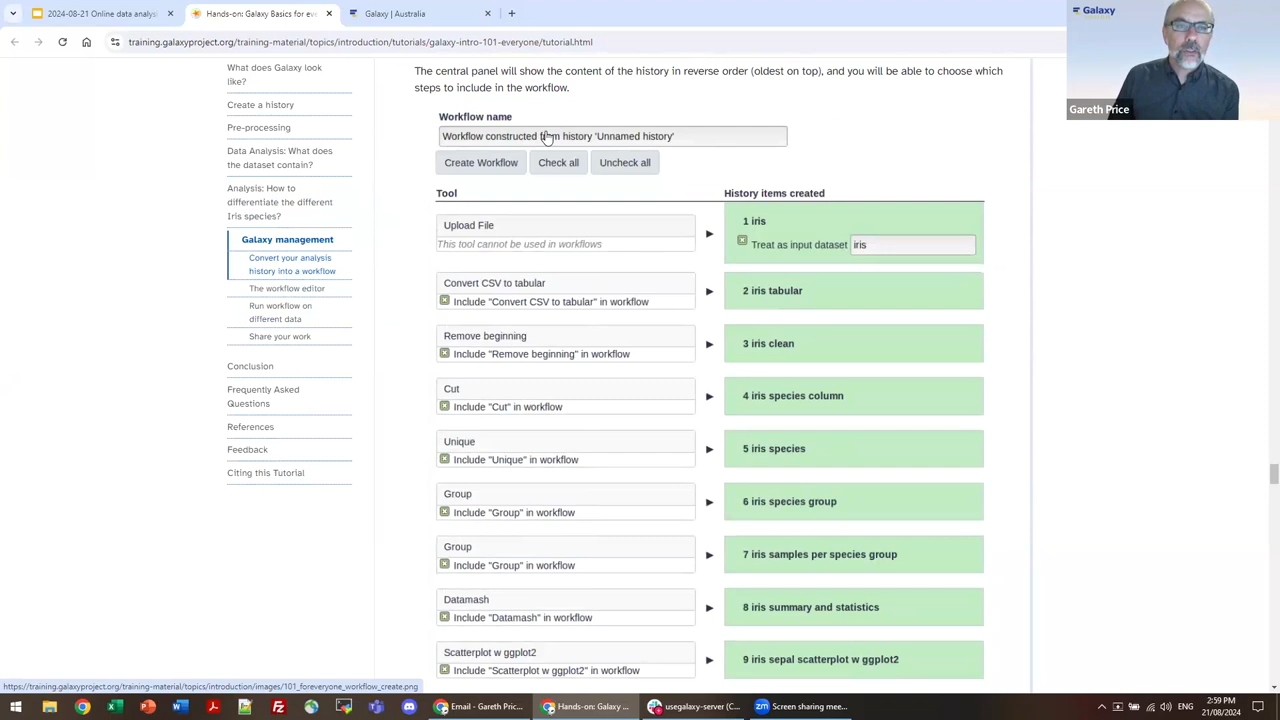 2024-08-21 Online data analysi
Hands-on: Galaxy Basics for eve
Galaxy | Australia
training.galaxyproject.org/training-material/topics/introduction/tutorials/galaxy-intro-101-everyone/tutorial.html
Galaxy
Gareth Price
What does Galaxy look
like?
Create a history
Pre-processing
Data Analysis: What does
the dataset contain?
Analysis: How to
differentiate the different
Iris species?
Galaxy management
Convert your analysis
history into a workflow
The workflow editor
Run workflow on
different data
Share your work
Conclusion
Frequently Asked
Questions
References
Feedback
Citing this Tutorial
The central panel will show the content of the history in reverse order (oldest on top), and you will be able to choose which
steps to include in the workflow.
Workflow name
Workflow constructed from history 'Unnamed history'
Create Workflow
Check all
Uncheck all
Tool
History items created
Upload File
This tool cannot be used in workflows
1 iris
Treat as input dataset iris
Convert CSV to tabular
Include "Convert CSV to tabular" in workflow
2 iris tabular
Remove beginning
Include "Remove beginning" in workflow
3 iris clean
Cut
Include "Cut" in workflow
4 iris species column
Unique
Include "Unique" in workflow
5 iris species
Group
Include "Group" in workflow
6 iris species group
Group
Include "Group" in workflow
7 iris samples per species group
Datamash
Include "Datamash" in workflow
8 iris summary and statistics
Scatterplot w ggplot2
Include "Scatterplot w ggplot2" in workflow
9 iris sepal scatterplot w ggplot2
https://training.galaxyproject.org/training-material/topics/introduction/images/101_foreveryone_workflow_create.png
Email - Gareth Pric...
Hands-on: Galaxy ...
usegalaxy-server (C...
Screen sharing mee...
2:59 PM
21/08/2024